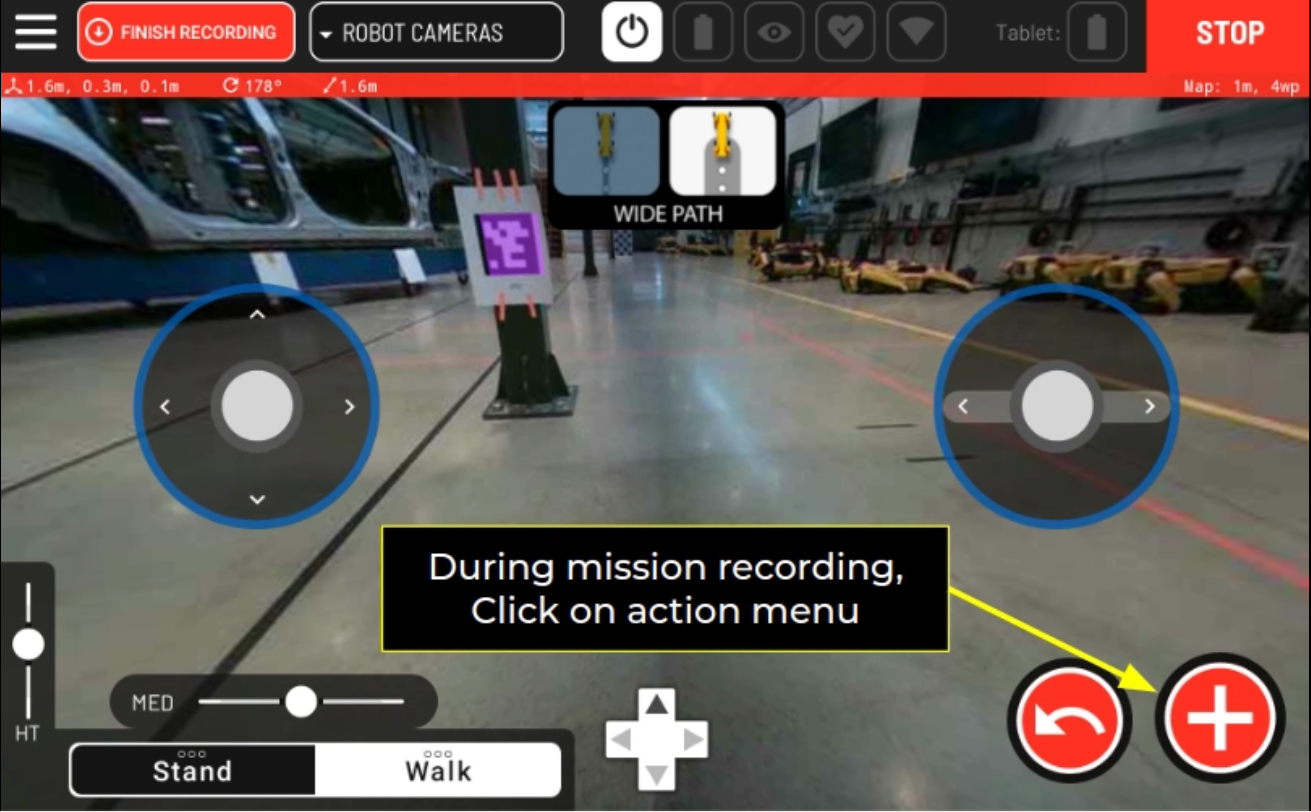 FINISH RECORDING
ROBOT CAMERAS
Tablet:
STOP
1.6m, 0.3m, 0.1m
178°
1.6m
Map: 1m, 4wp
WIDE PATH
During mission recording,
Click on action menu
MED
HT
Stand
Walk